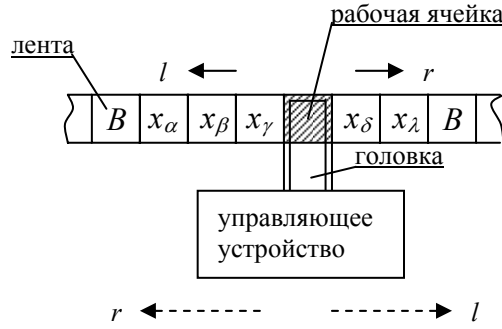 рабочая ячейка
лента
l r
B x_α x_β x_γ x_δ x_λ B
головка
управляющее
устройство
r l